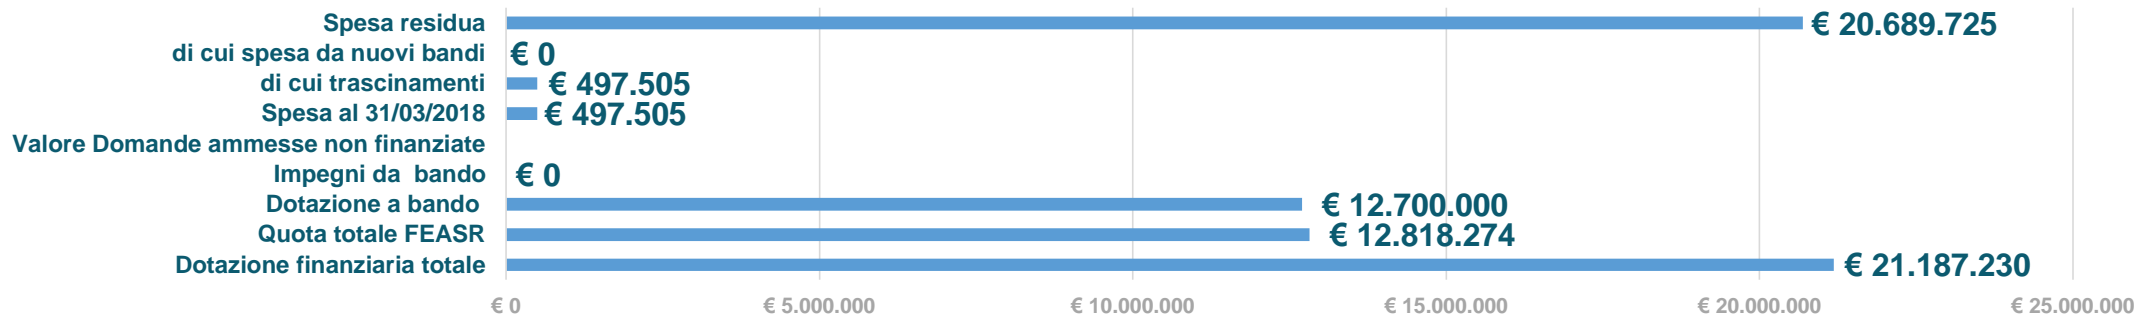 Spesa residua € 20.689.725
di cui spesa da nuovi bandi € 0
di cui trascinamenti € 497.505
Spesa al 31/03/2018 € 497.505
Valore Domande ammesse non finanziate
Impegni da bando € 0
Dotazione a bando € 12.700.000
Quota totale FEASR € 12.818.274
Dotazione finanziaria totale € 21.187.230
€ 0 € 5.000.000 € 10.000.000 € 15.000.000 € 20.000.000 € 25.000.000